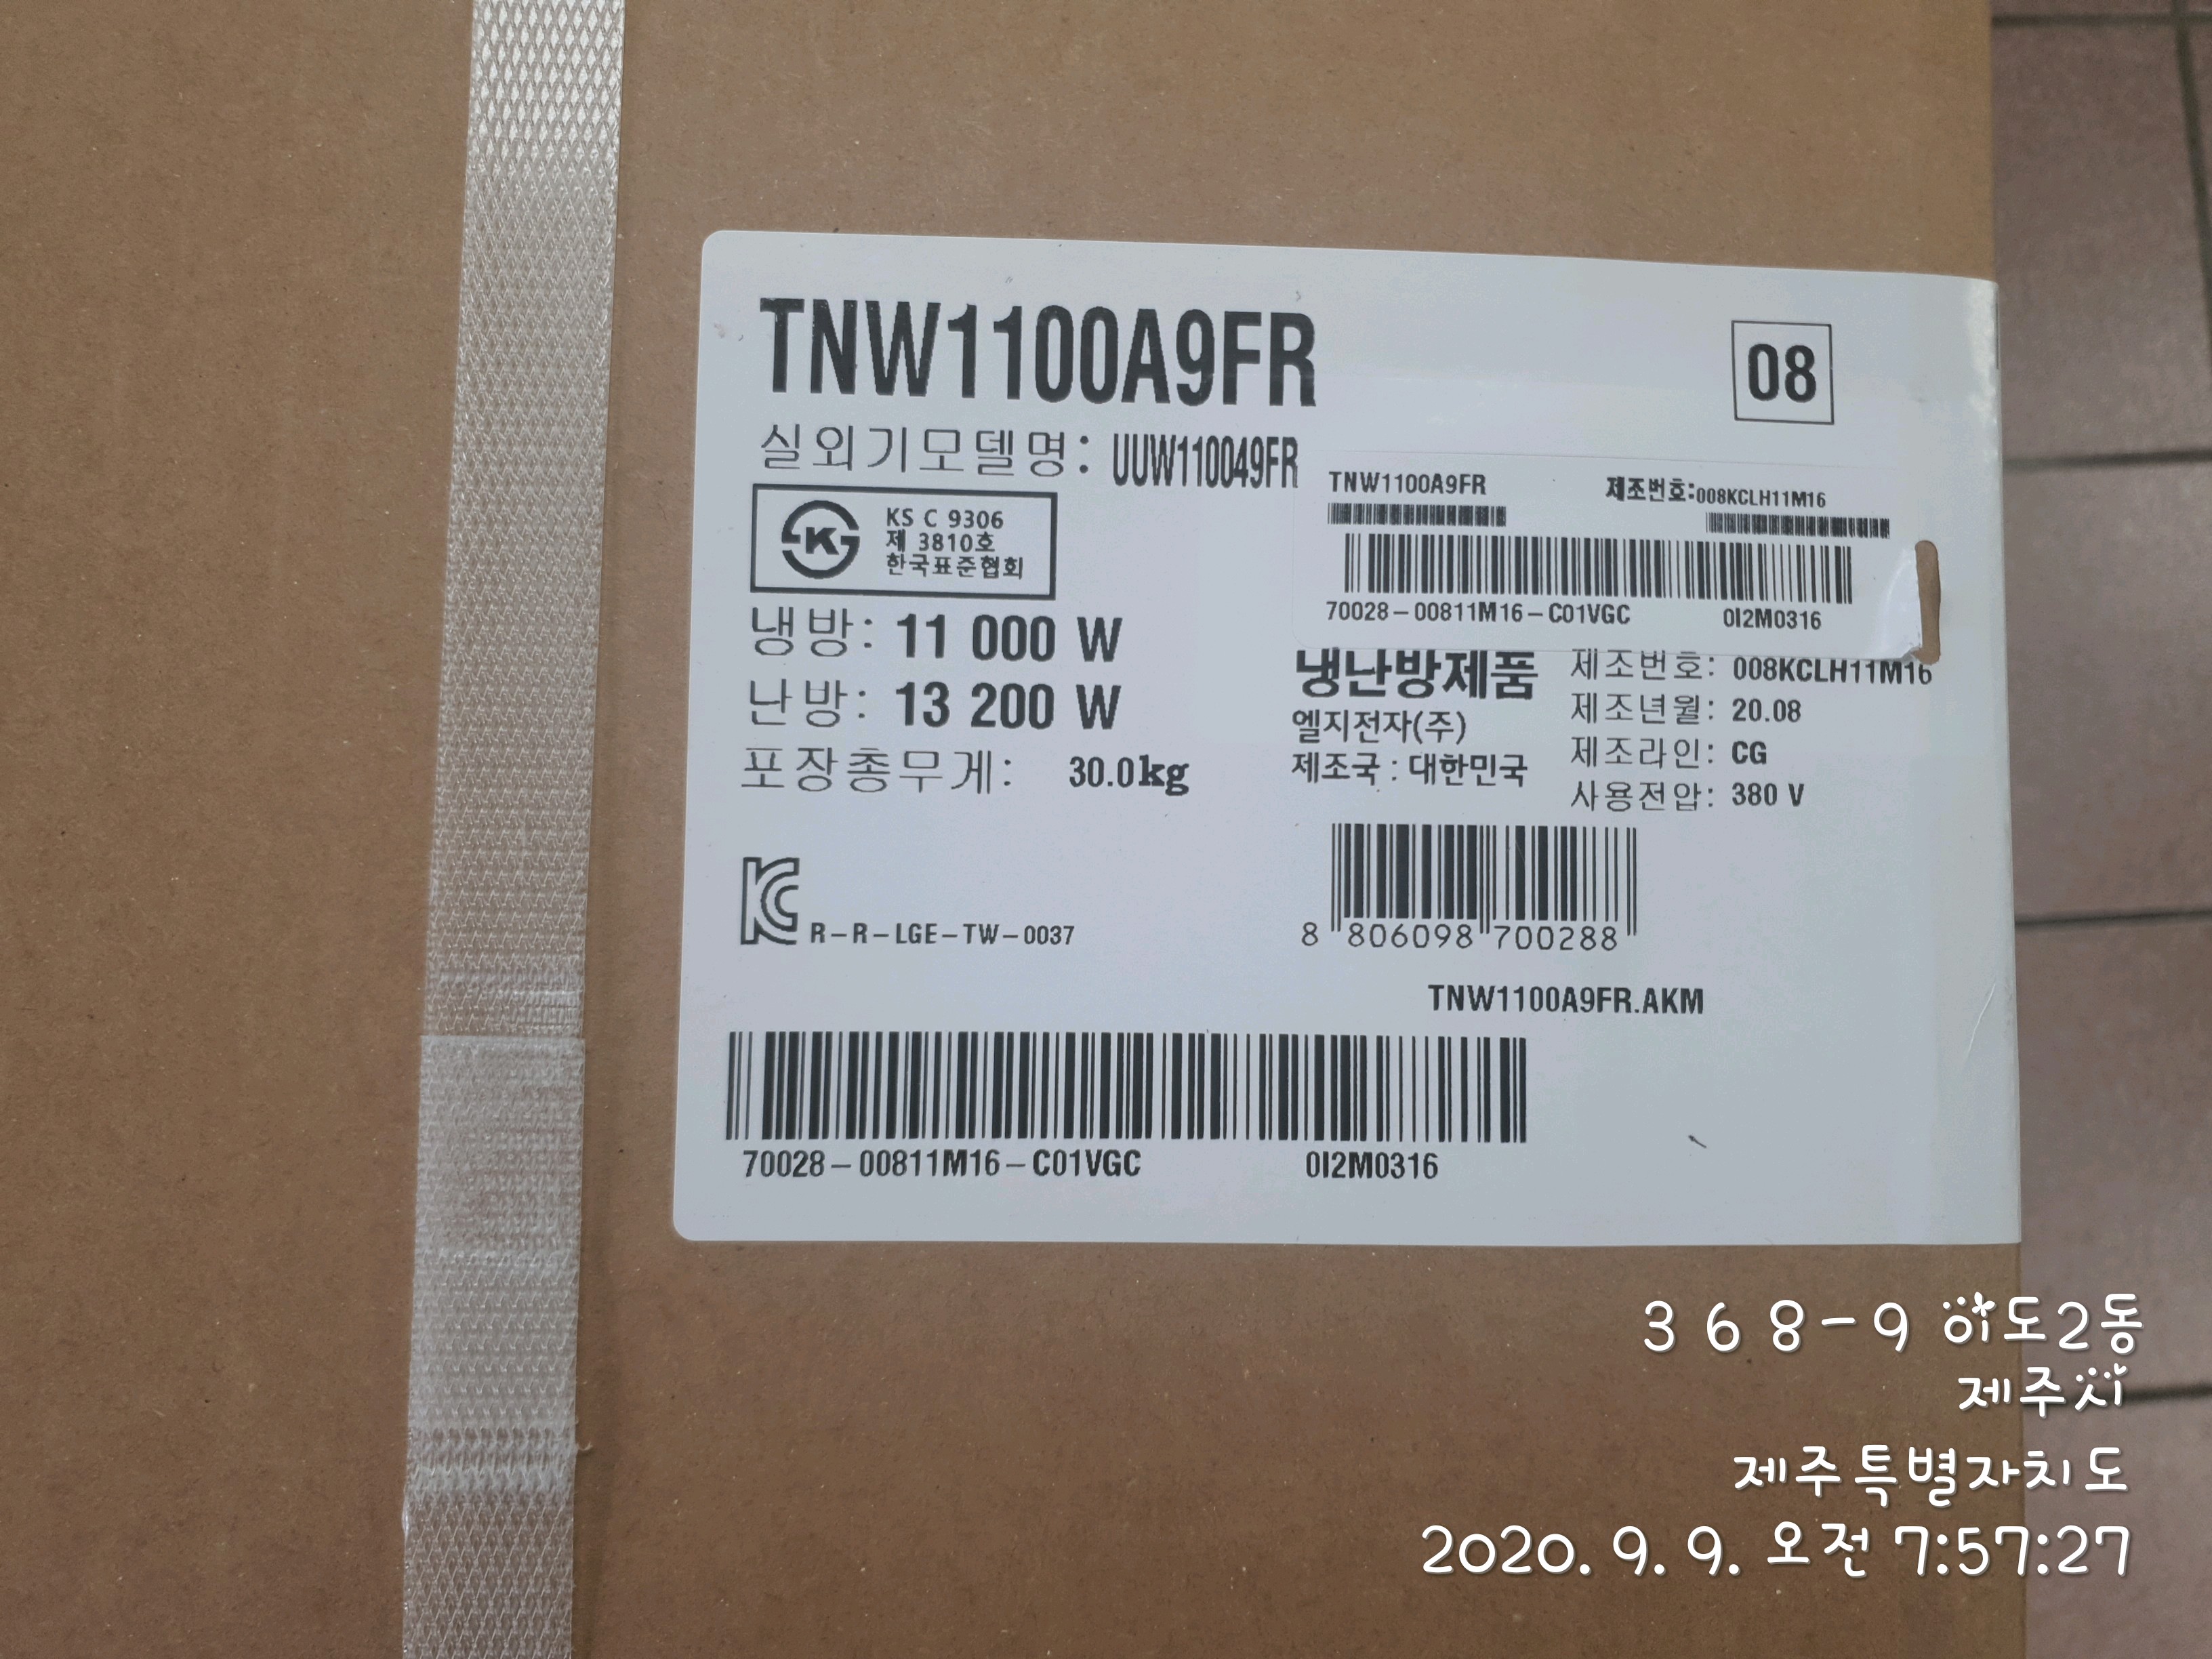 TNW1100A9FR
08
실외기모델명: UUW110049FR
TNW1100A9FR 제조번호:008KCLH11M16
KS C 9306
제 3810호
한국표준협회
70028-00811M16-C01VGC 0I2M0316
냉방: 11 000 W
난방: 13 200 W
포장총무게: 30.0kg
냉난방제품
엘지전자(주)
제조국 : 대한민국
제조번호: 008KCLH11M16
제조년월: 20.08
제조라인: CG
사용전압: 380 V
R-R-LGE-TW-0037
8 806098 700288
TNW1100A9FR.AKM
70028-00811M16-C01VGC 0I2M0316
368-9 이도2동
제주시
제주특별자치도
2020. 9. 9. 오전 7:57:27